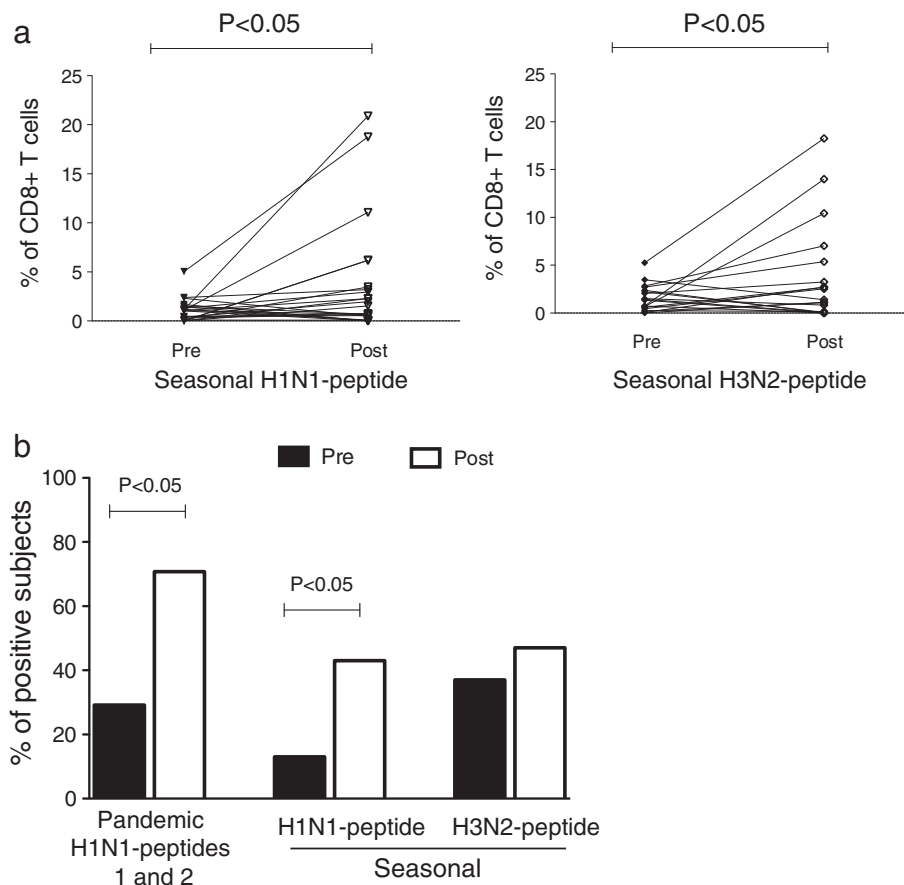 a
P<0.05
% of CD8+ T cells
25
20
15
10
5
0
Pre
Post
Seasonal H1N1-peptide
P<0.05
% of CD8+ T cells
25
20
15
10
5
0
Pre
Post
Seasonal H3N2-peptide
b
Pre
Post
% of positive subjects
100
80
60
40
20
0
P<0.05
P<0.05
Pandemic
H1N1-peptides
1 and 2
H1N1-peptide
H3N2-peptide
Seasonal